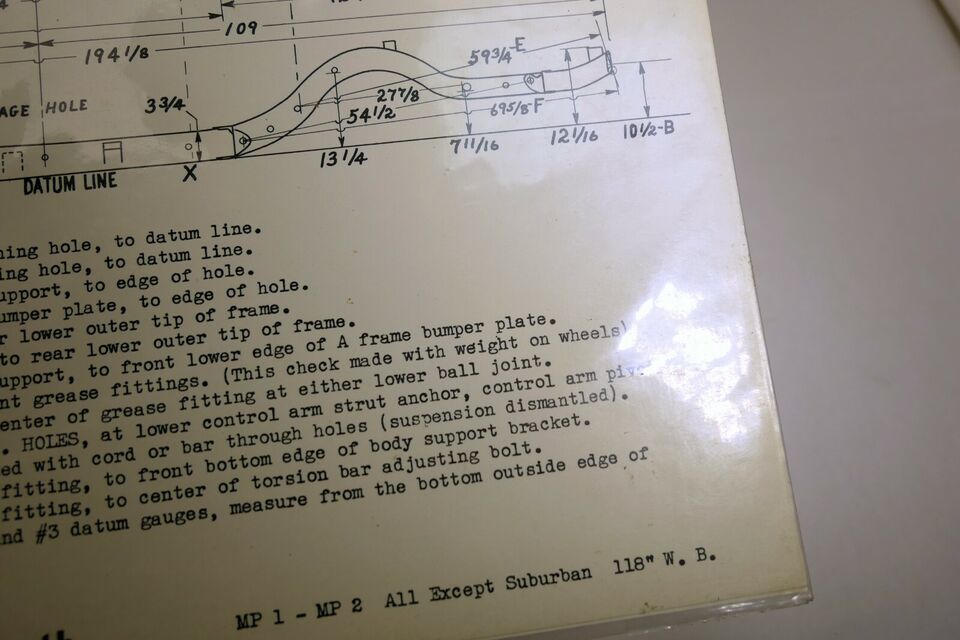 109
194 1/8
59 3/4-E
AGE HOLE
3 3/4
27 7/8
54 1/2
69 5/8-F
13 1/4
7 11/16
12 1/16
10 1/2-B
DATUM LINE
X
ning hole, to datum line.
ing hole, to datum line.
upport, to edge of hole.
umper plate, to edge of hole.
r lower outer tip of frame.
to rear lower outer tip of frame.
upport, to front lower edge of A frame bumper plate.
nt grease fittings. (This check made with weight on wheels)
enter of grease fitting at either lower ball joint.
. HOLES, at lower control arm strut anchor, control arm piv
ed with cord or bar through holes (suspension dismantled).
fitting, to front bottom edge of body support bracket.
fitting, to center of torsion bar adjusting bolt.
nd #3 datum gauges, measure from the bottom outside edge of
MP 1 - MP 2 All Except Suburban 118" W. B.